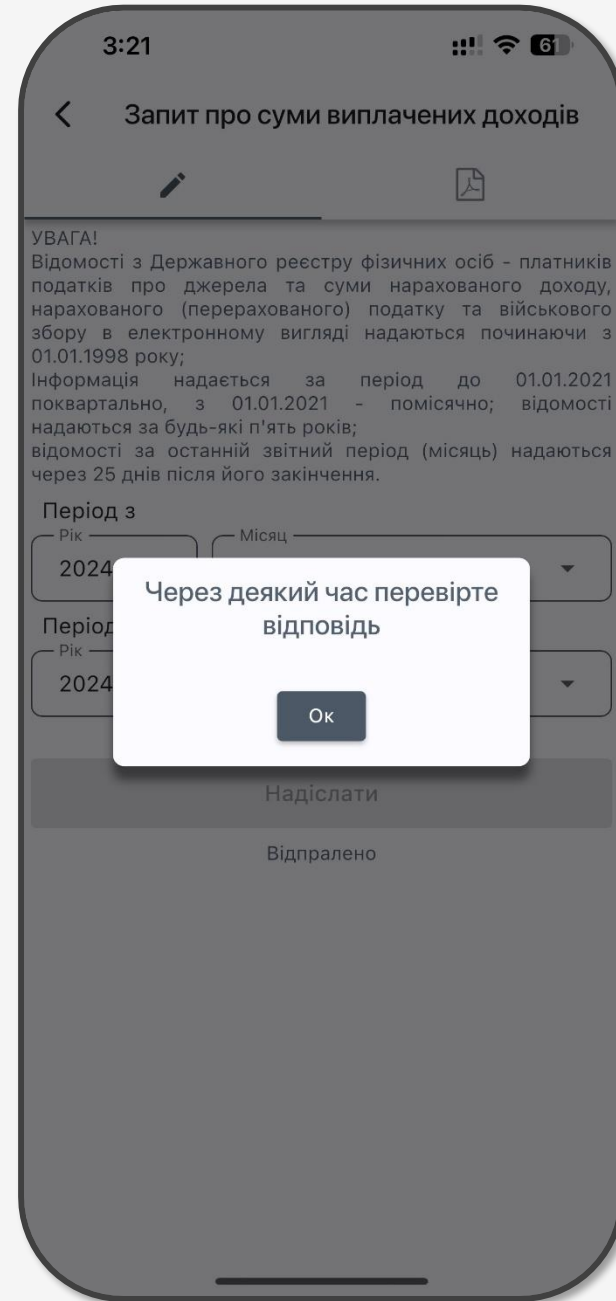 3:21
61
Запит про суми виплачених доходів
УВАГА!
Відомості з Державного реєстру фізичних осіб - платників
податків про джерела та суми нарахованого доходу,
нарахованого (перерахованого) податку та військового
збору в електронному вигляді надаються починаючи з
01.01.1998 року;
Інформація надається за період до 01.01.2021
поквартально, з 01.01.2021 - помісячно; відомості
надаються за будь-які п'ять років;
відомості за останній звітний період (місяць) надаються
через 25 днів після його закінчення.
Період з
Рік Місяц
2024
Через деякий час перевірте
відповідь
Період
Рік
2024
Ок
Надіслати
Відпралено